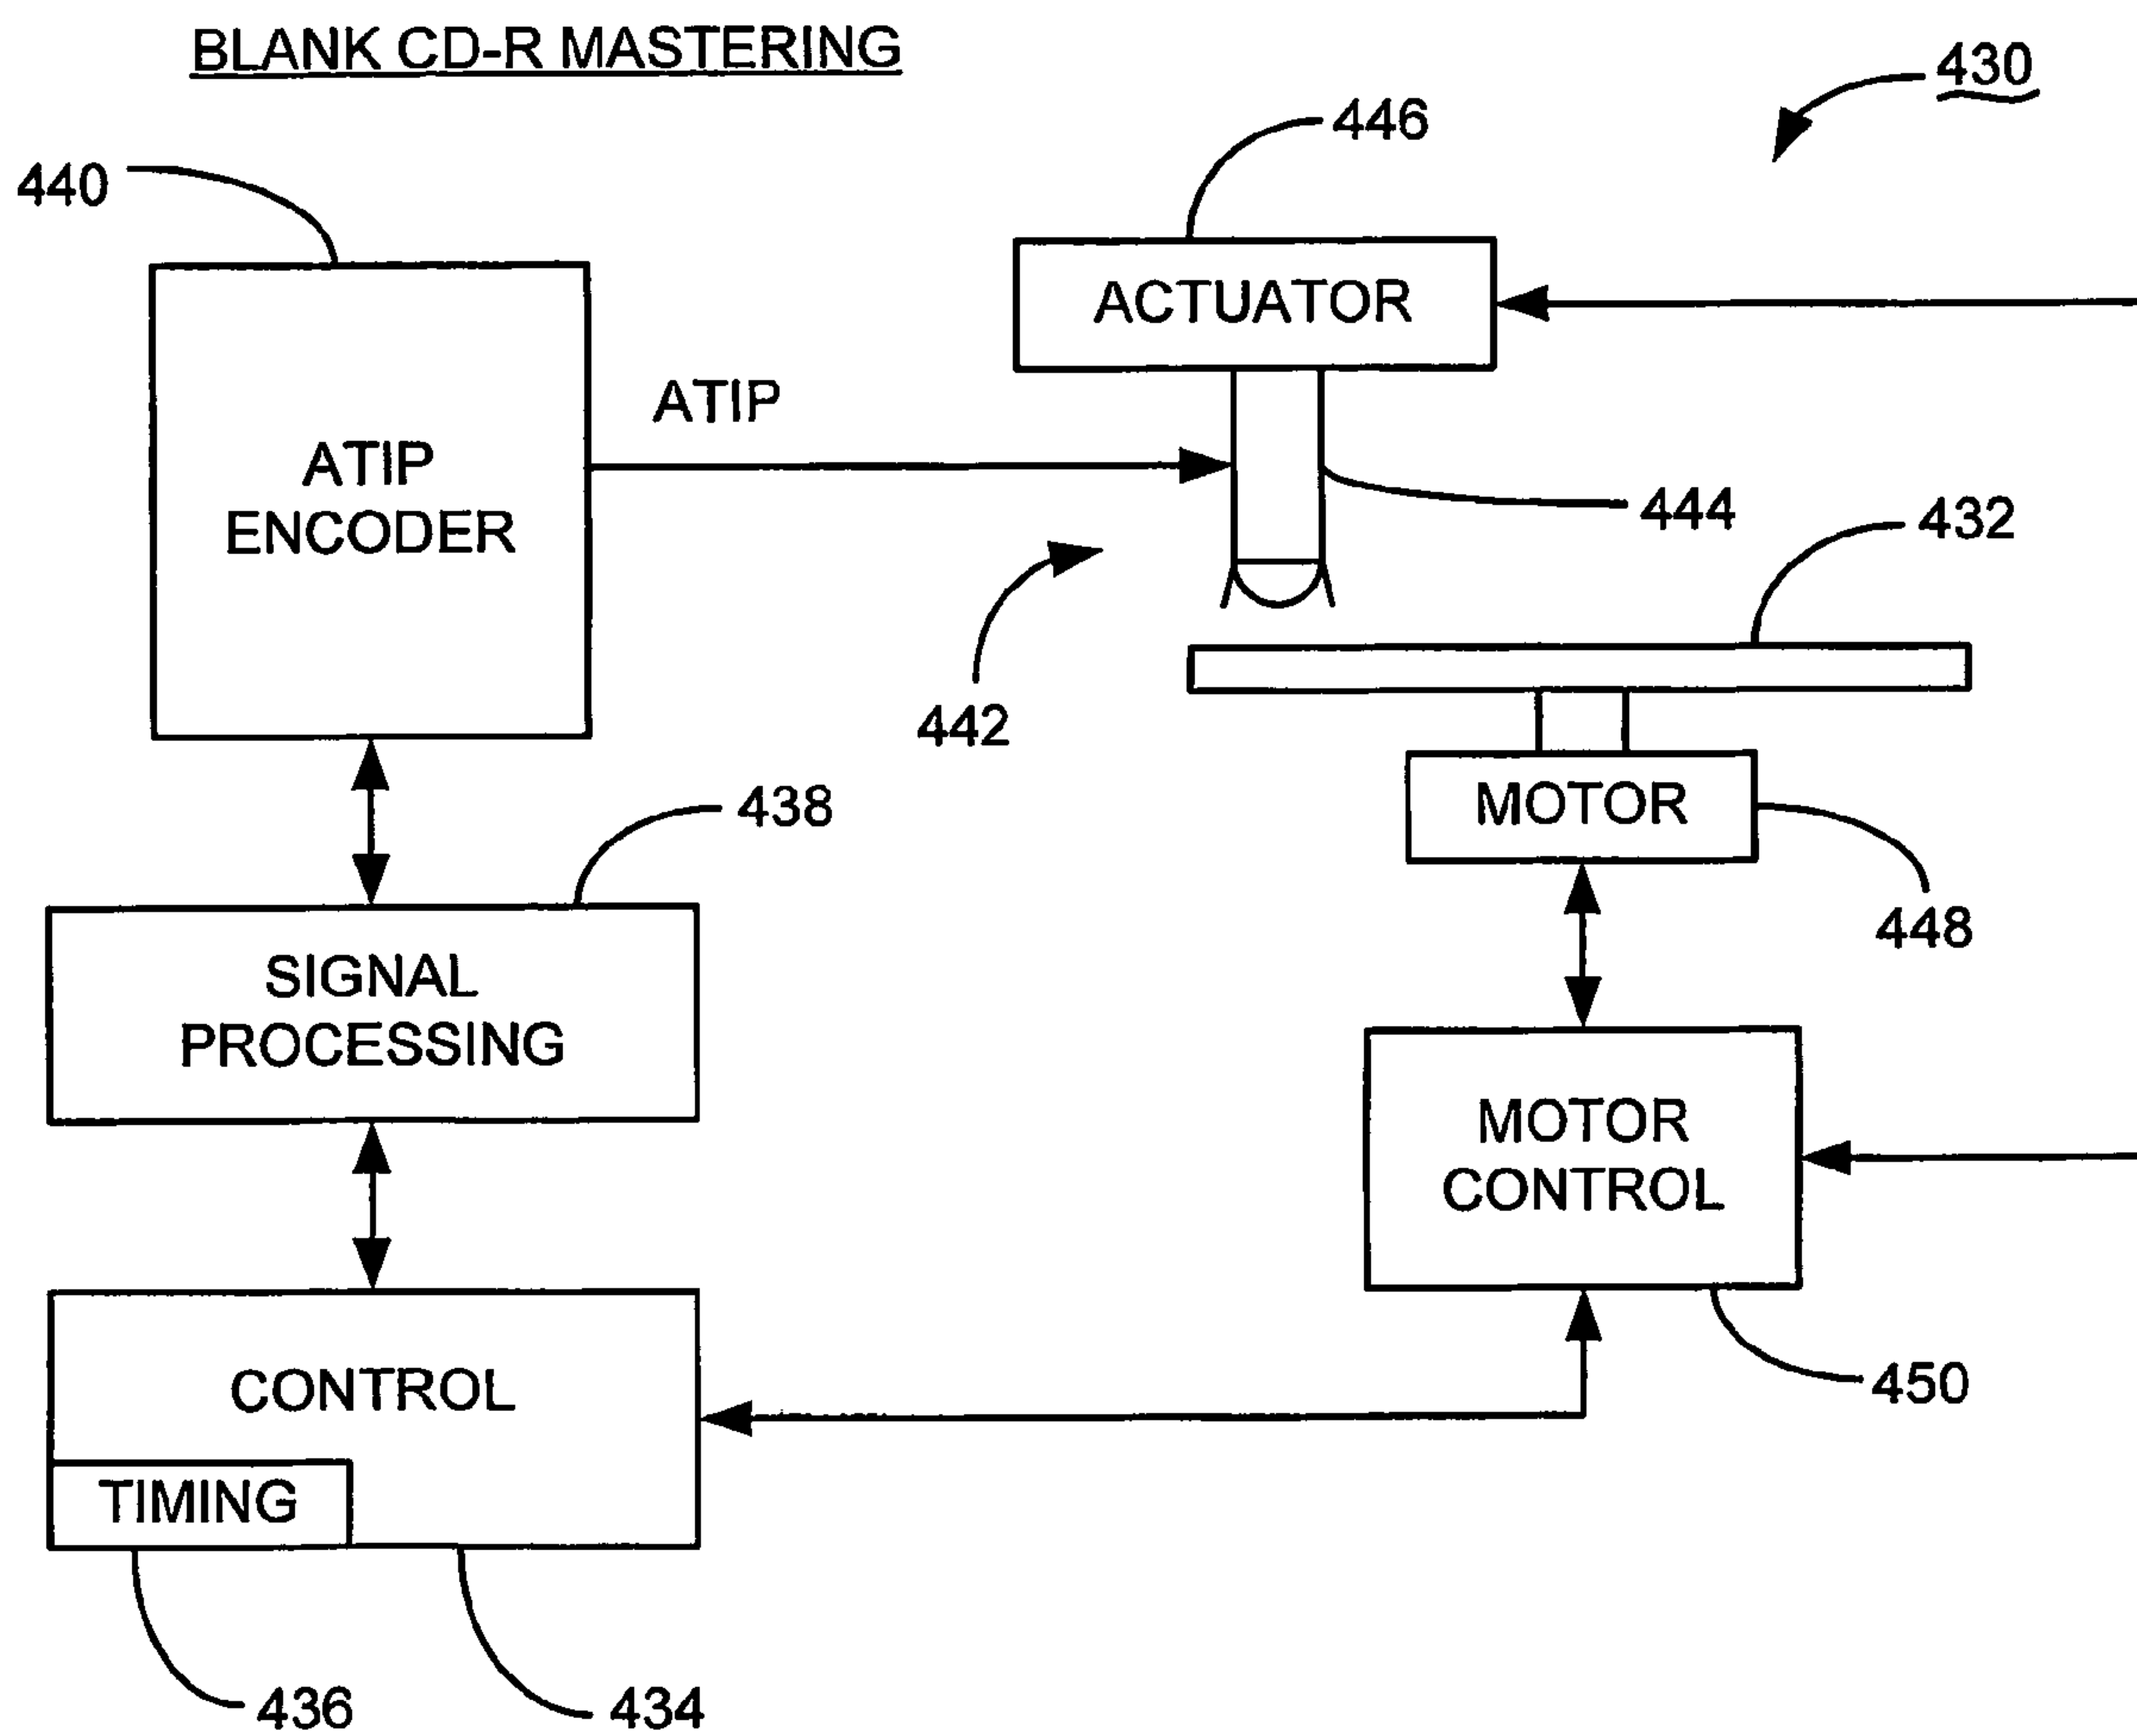 BLANK CD-R MASTERING
430
446
440
ACTUATOR
ATIP
ATIP
ENCODER
444
432
442
MOTOR
438
448
SIGNAL
PROCESSING
MOTOR
CONTROL
450
CONTROL
TIMING
436
434